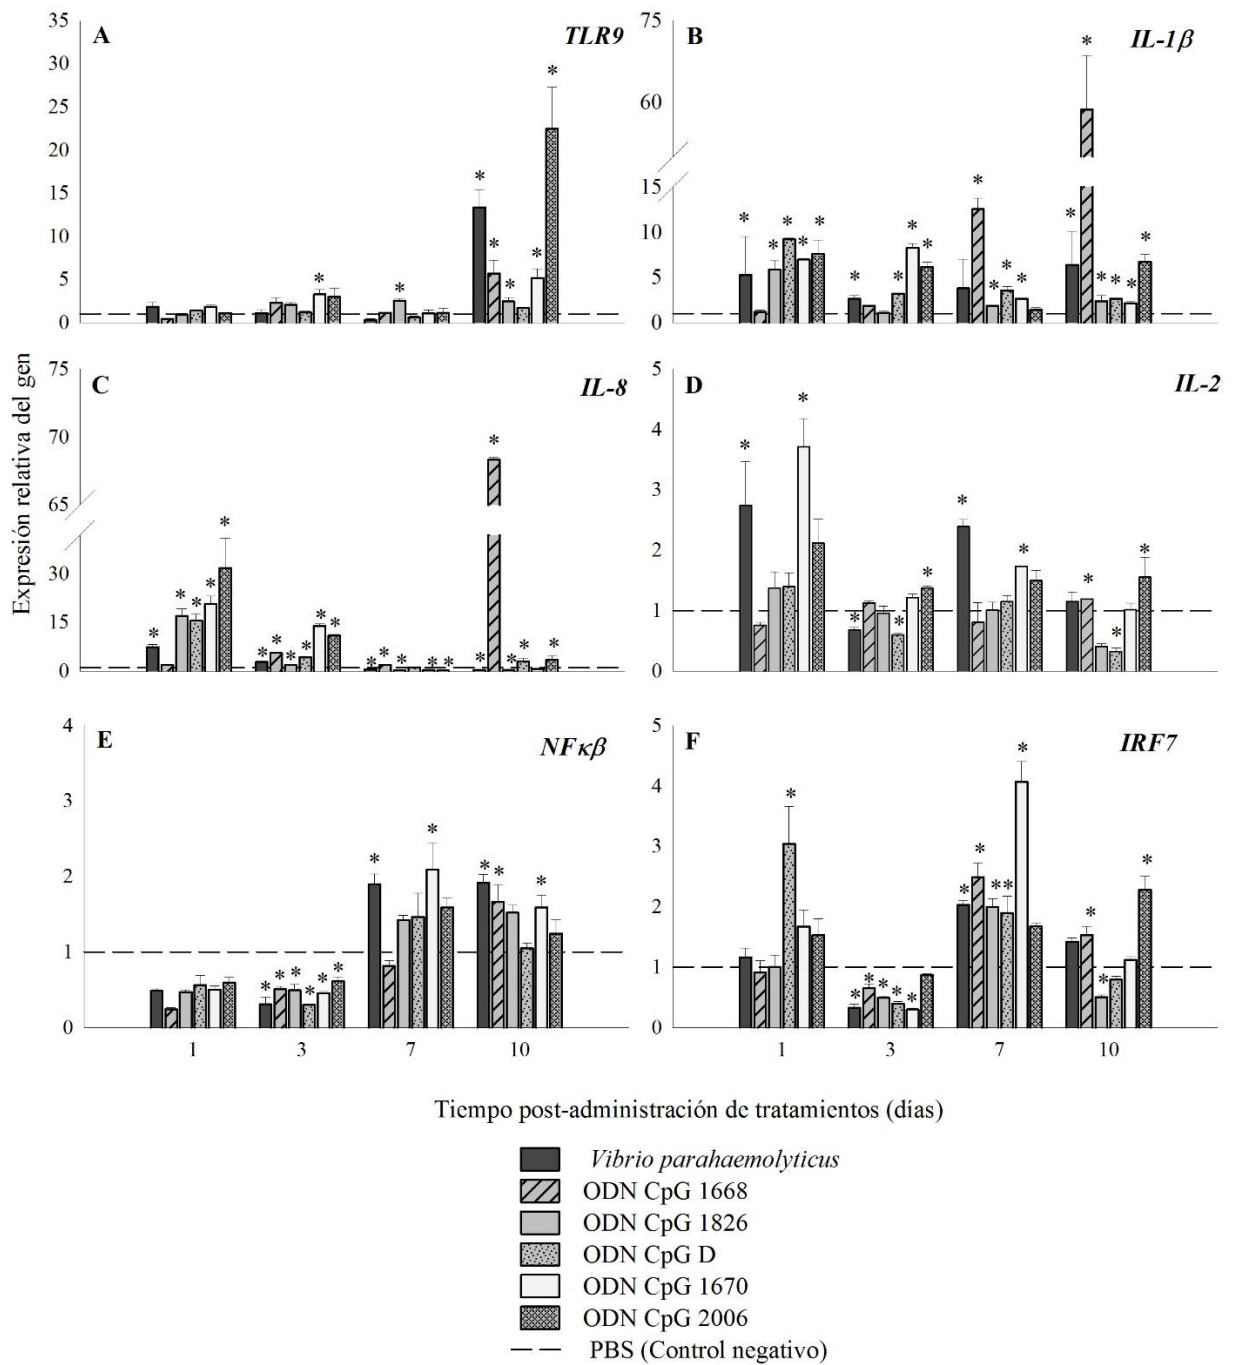 A
TLR9
35
30
25
20
15
10
5
0
* * * * * * *
B
IL-1β
75
60
15
10
5
0
* * * * * * * * * * * * * * * * * * *
C
IL-8
75
70
65
30
15
0
* * * * * * * * * * * * * * * * * * * * *
D
IL-2
5
4
3
2
1
0
* * * * * * * * * *
Expresión relativa del gen
E
NFκβ
4
3
2
1
0
* * * * * * * * * * *
1 3 7 10
F
IRF7
5
4
3
2
1
0
* * * * * * * * * * * * * *
1 3 7 10
Tiempo post-administración de tratamientos (días)
Vibrio parahaemolyticus
ODN CpG 1668
ODN CpG 1826
ODN CpG D
ODN CpG 1670
ODN CpG 2006
PBS (Control negativo)